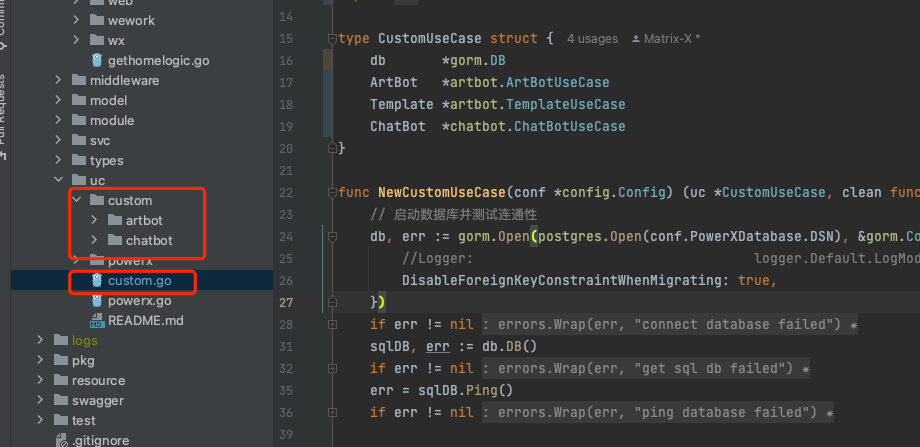 web
wework
wx
gethomelogic.go
middleware
model
module
svc
types
uc
custom
artbot
chatbot
powerx
custom.go
powerx.go
README.md
logs
pkg
resource
swagger
test
.gitignore
Commi
Pull Requests
14
15 type CustomUseCase struct { 4 usages Matrix-X *
16 db *gorm.DB
17 ArtBot *artbot.ArtBotUseCase
18 Template *artbot.TemplateUseCase
19 ChatBot *chatbot.ChatBotUseCase
20 }
21
22 func NewCustomUseCase(conf *config.Config) (uc *CustomUseCase, clean func
23 // 启动数据库并测试连通性
24 db, err := gorm.Open(postgres.Open(conf.PowerXDatabase.DSN), &gorm.Co
25 //Logger: logger.Default.LogMod
26 DisableForeignKeyConstraintWhenMigrating: true,
27 })
28 if err != nil : errors.Wrap(err, "connect database failed")
31 sqlDB, err := db.DB()
32 if err != nil : errors.Wrap(err, "get sql db failed")
35 err = sqlDB.Ping()
36 if err != nil : errors.Wrap(err, "ping database failed")
39